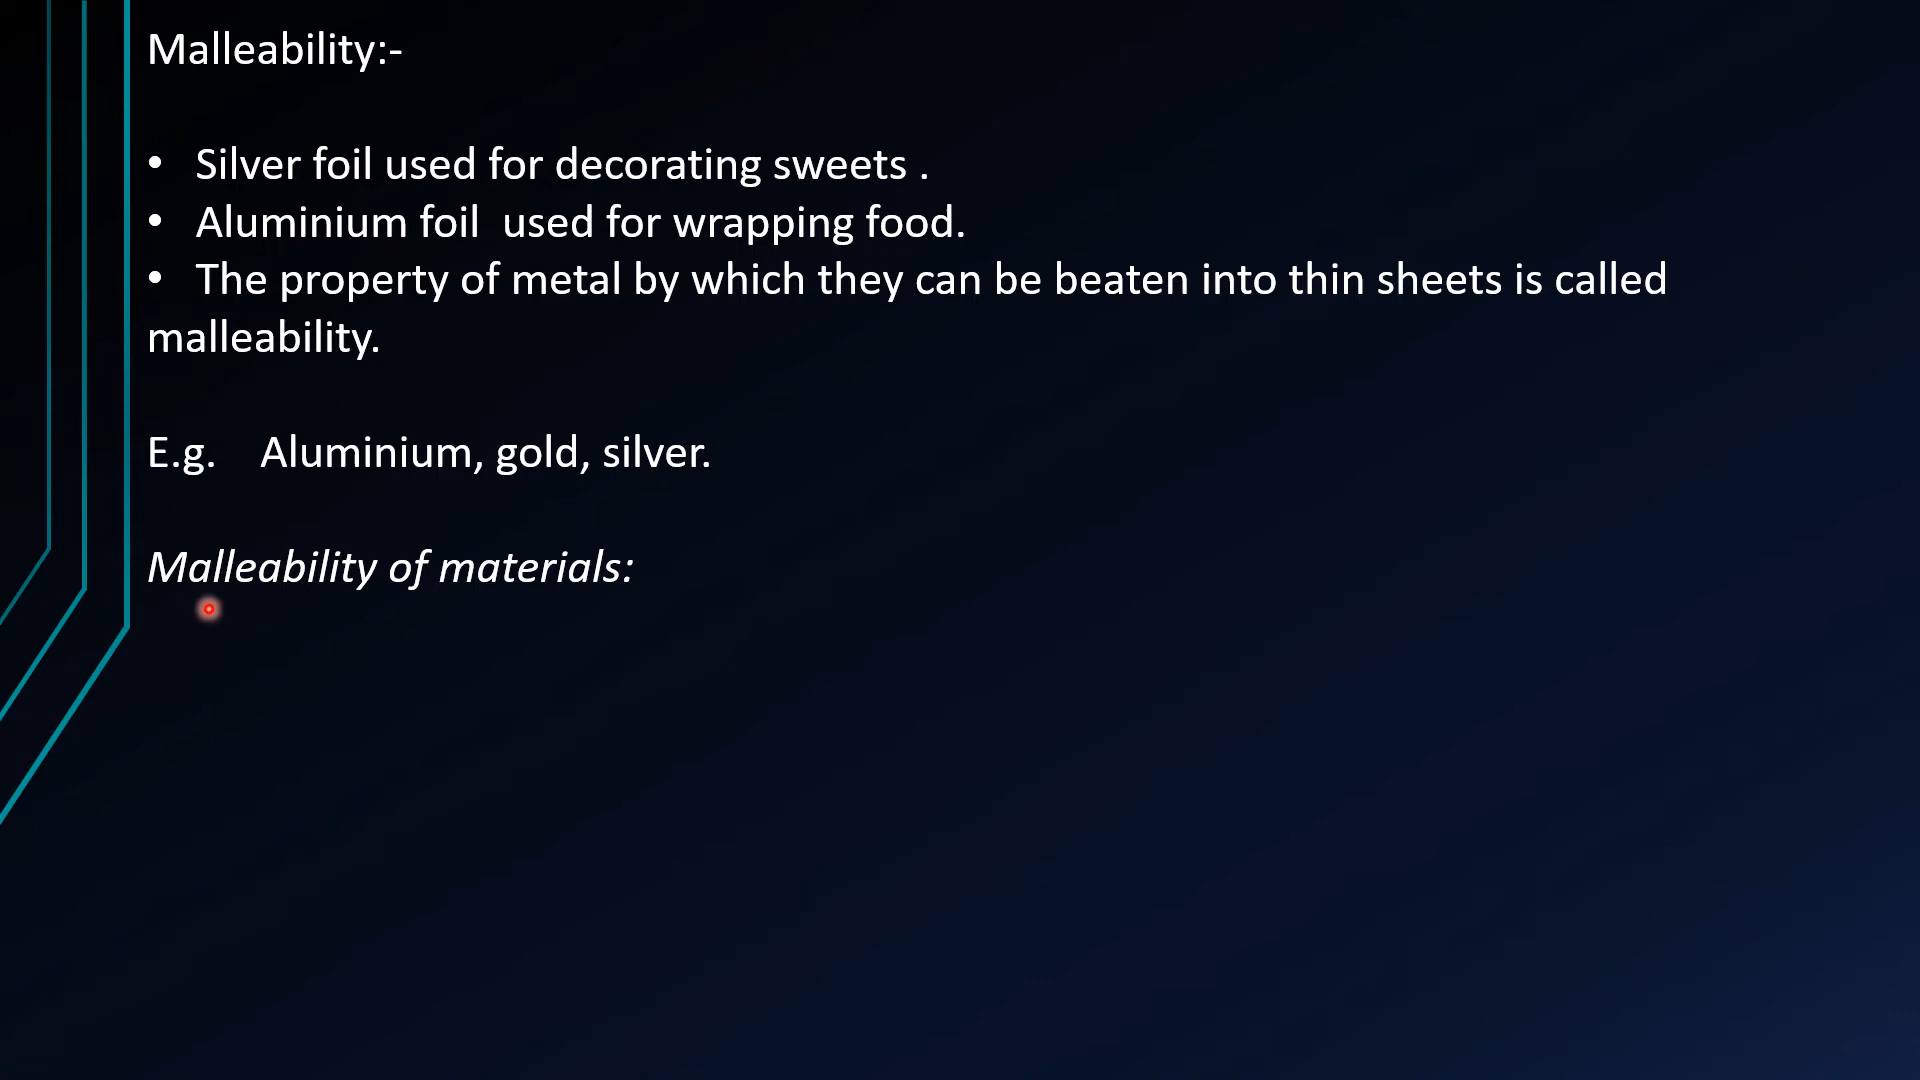 Malleability:-
• Silver foil used for decorating sweets .
• Aluminium foil  used for wrapping food.
• The property of metal by which they can be beaten into thin sheets is called
malleability.
E.g.    Aluminium, gold, silver.
Malleability of materials: